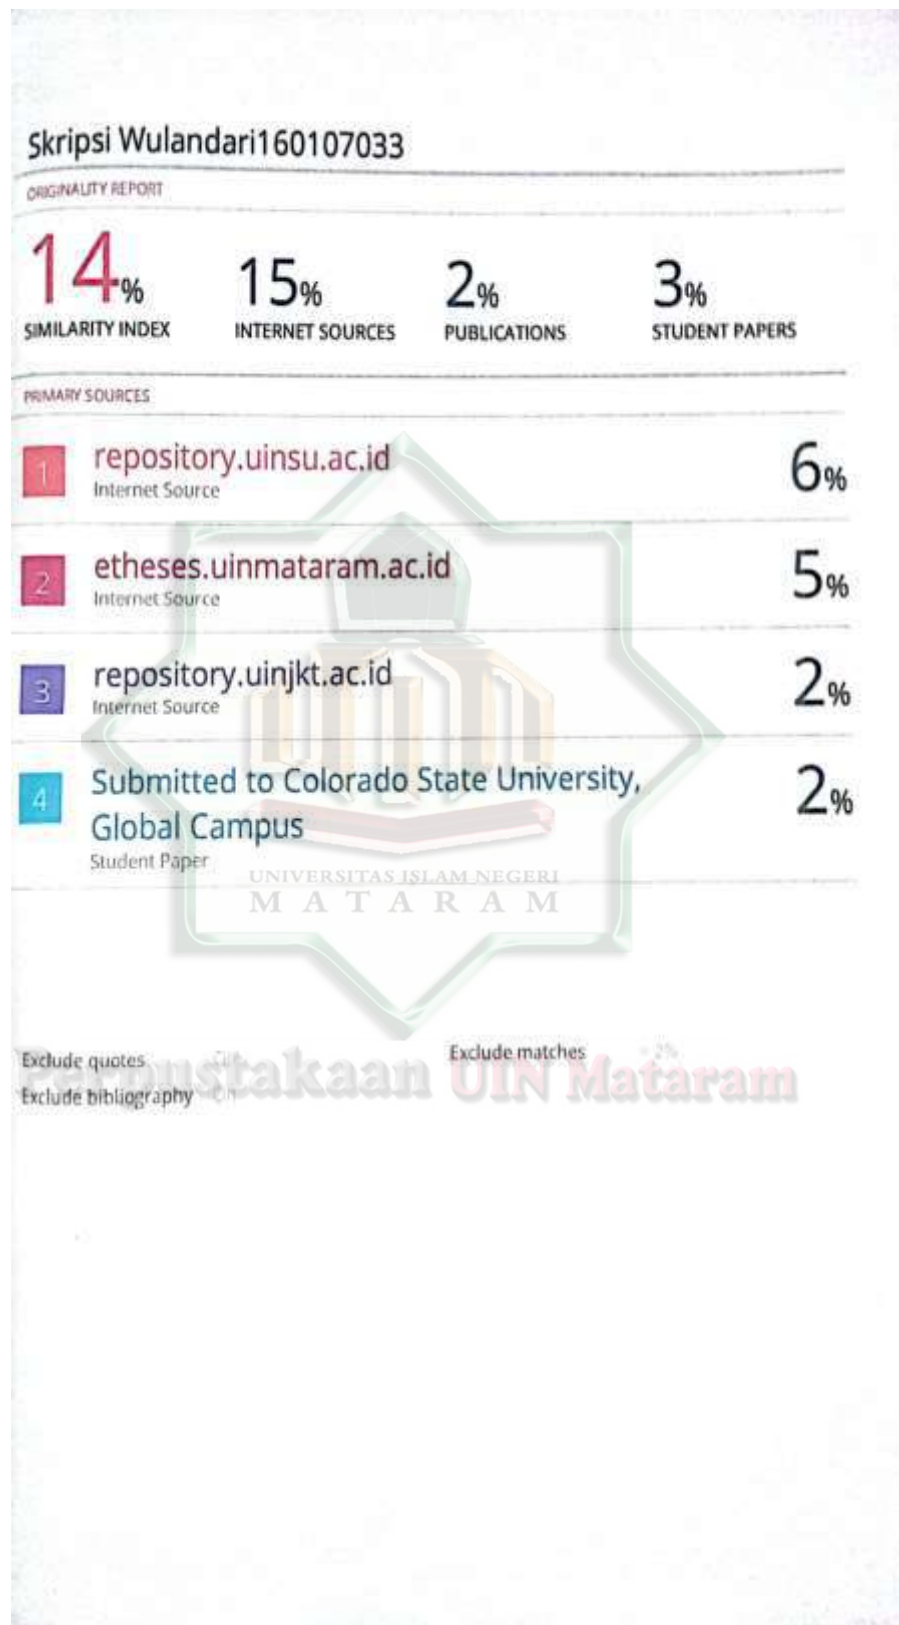 Skripsi Wulandari160107033
ORIGINALITY REPORT
14%
SIMILARITY INDEX
15%
INTERNET SOURCES
2%
PUBLICATIONS
3%
STUDENT PAPERS
PRIMARY SOURCES
1
repository.uinsu.ac.id
Internet Source
6%
2
etheses.uinmataram.ac.id
Internet Source
5%
3
repository.uinjkt.ac.id
Internet Source
2%
4
Submitted to Colorado State University,
Global Campus
Student Paper
2%
UNIVERSITAS ISLAM NEGERI
MATARAM
Exclude quotes
Exclude matches
Perpustakaan UIN Mataram
Exclude bibliography